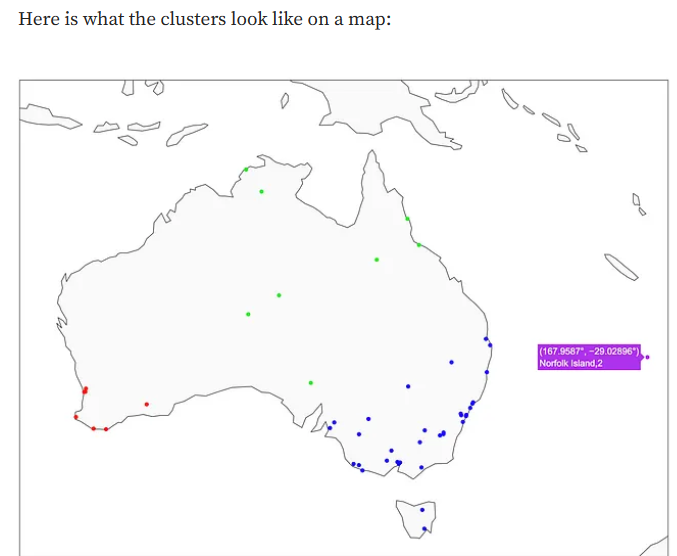 Here is what the clusters look like on a map:
(167.9587°, −29.02896°)
Norfolk Island,2